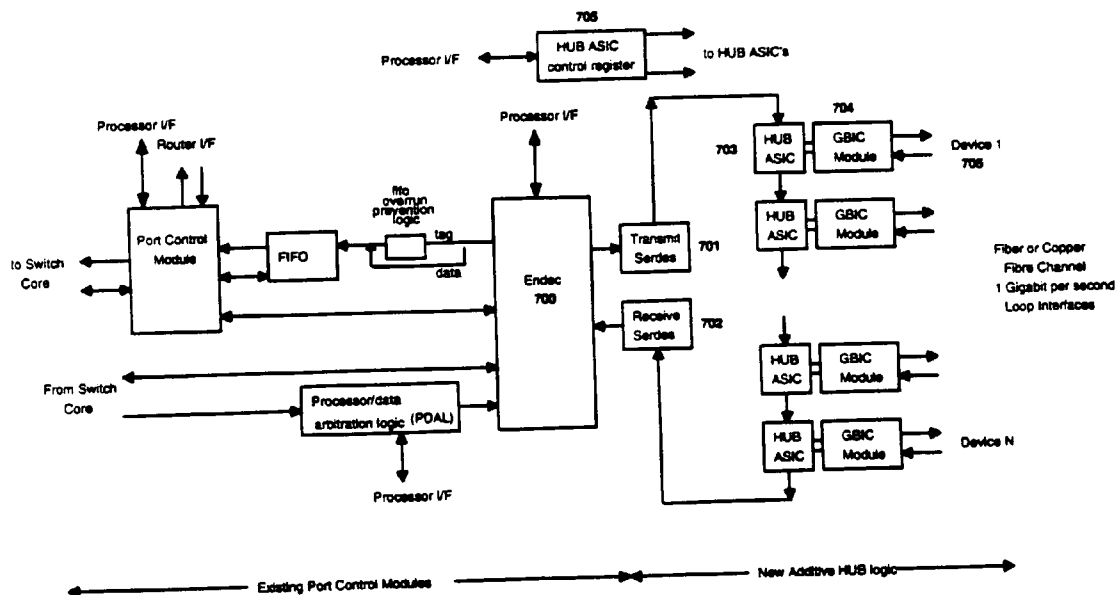 705
HUB ASIC
control register
Processor I/F
to HUB ASIC's
Processor I/F
Router I/F
Processor I/F
fifo
overrun
prevention
logic
tag
data
Port Control
Module
FIFO
to Switch
Core
Endec
700
Transmit
Serdes
701
Receive
Serdes
702
703
704
HUB
ASIC
GBIC
Module
Device 1
705
HUB
ASIC
GBIC
Module
Fiber or Copper
Fibre Channel
1 Gigabit per second
Loop Interfaces
HUB
ASIC
GBIC
Module
HUB
ASIC
GBIC
Module
Device N
From Switch
Core
Processor/data
arbitration logic (PDAL)
Processor I/F
Existing Port Control Modules
New Additive HUB logic